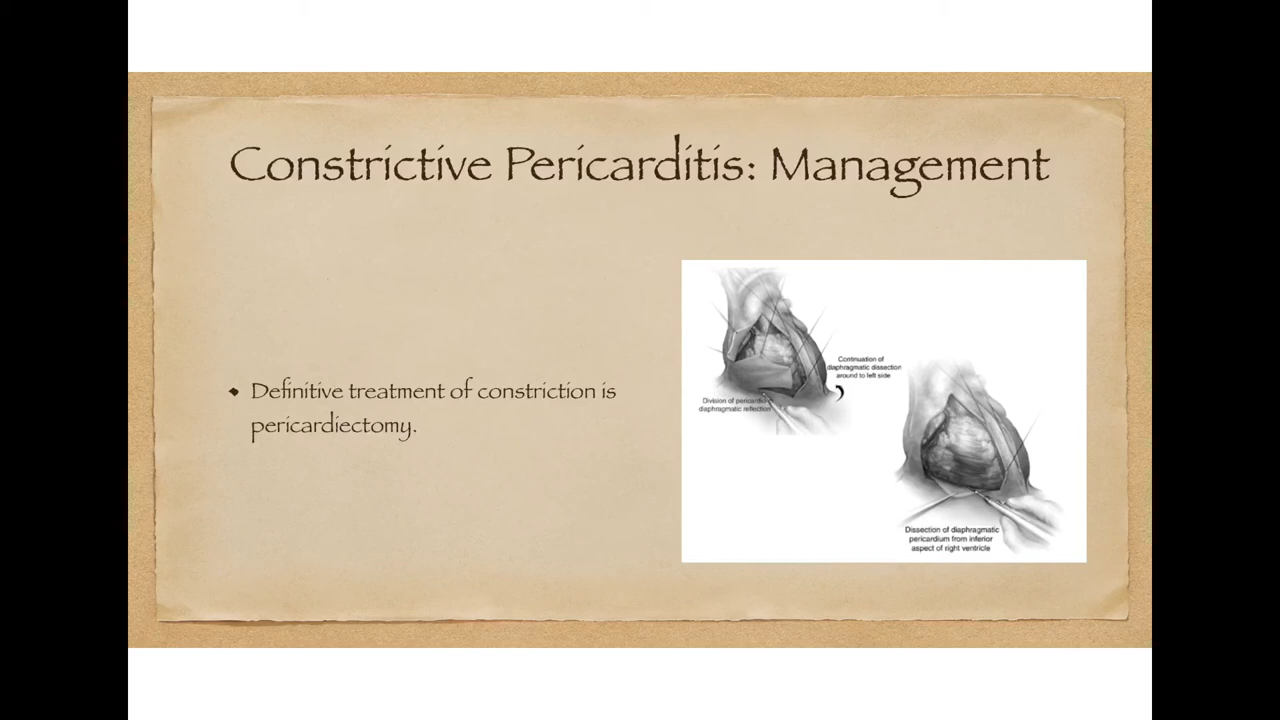 Constrictive Pericarditis: Management
Definitive treatment of constriction is
pericardiectomy.
Continuation of
diaphragmatic dissection
around to left side
Division of pericardio-
diaphragmatic reflection
Dissection of diaphragmatic
pericardium from inferior
aspect of right ventricle